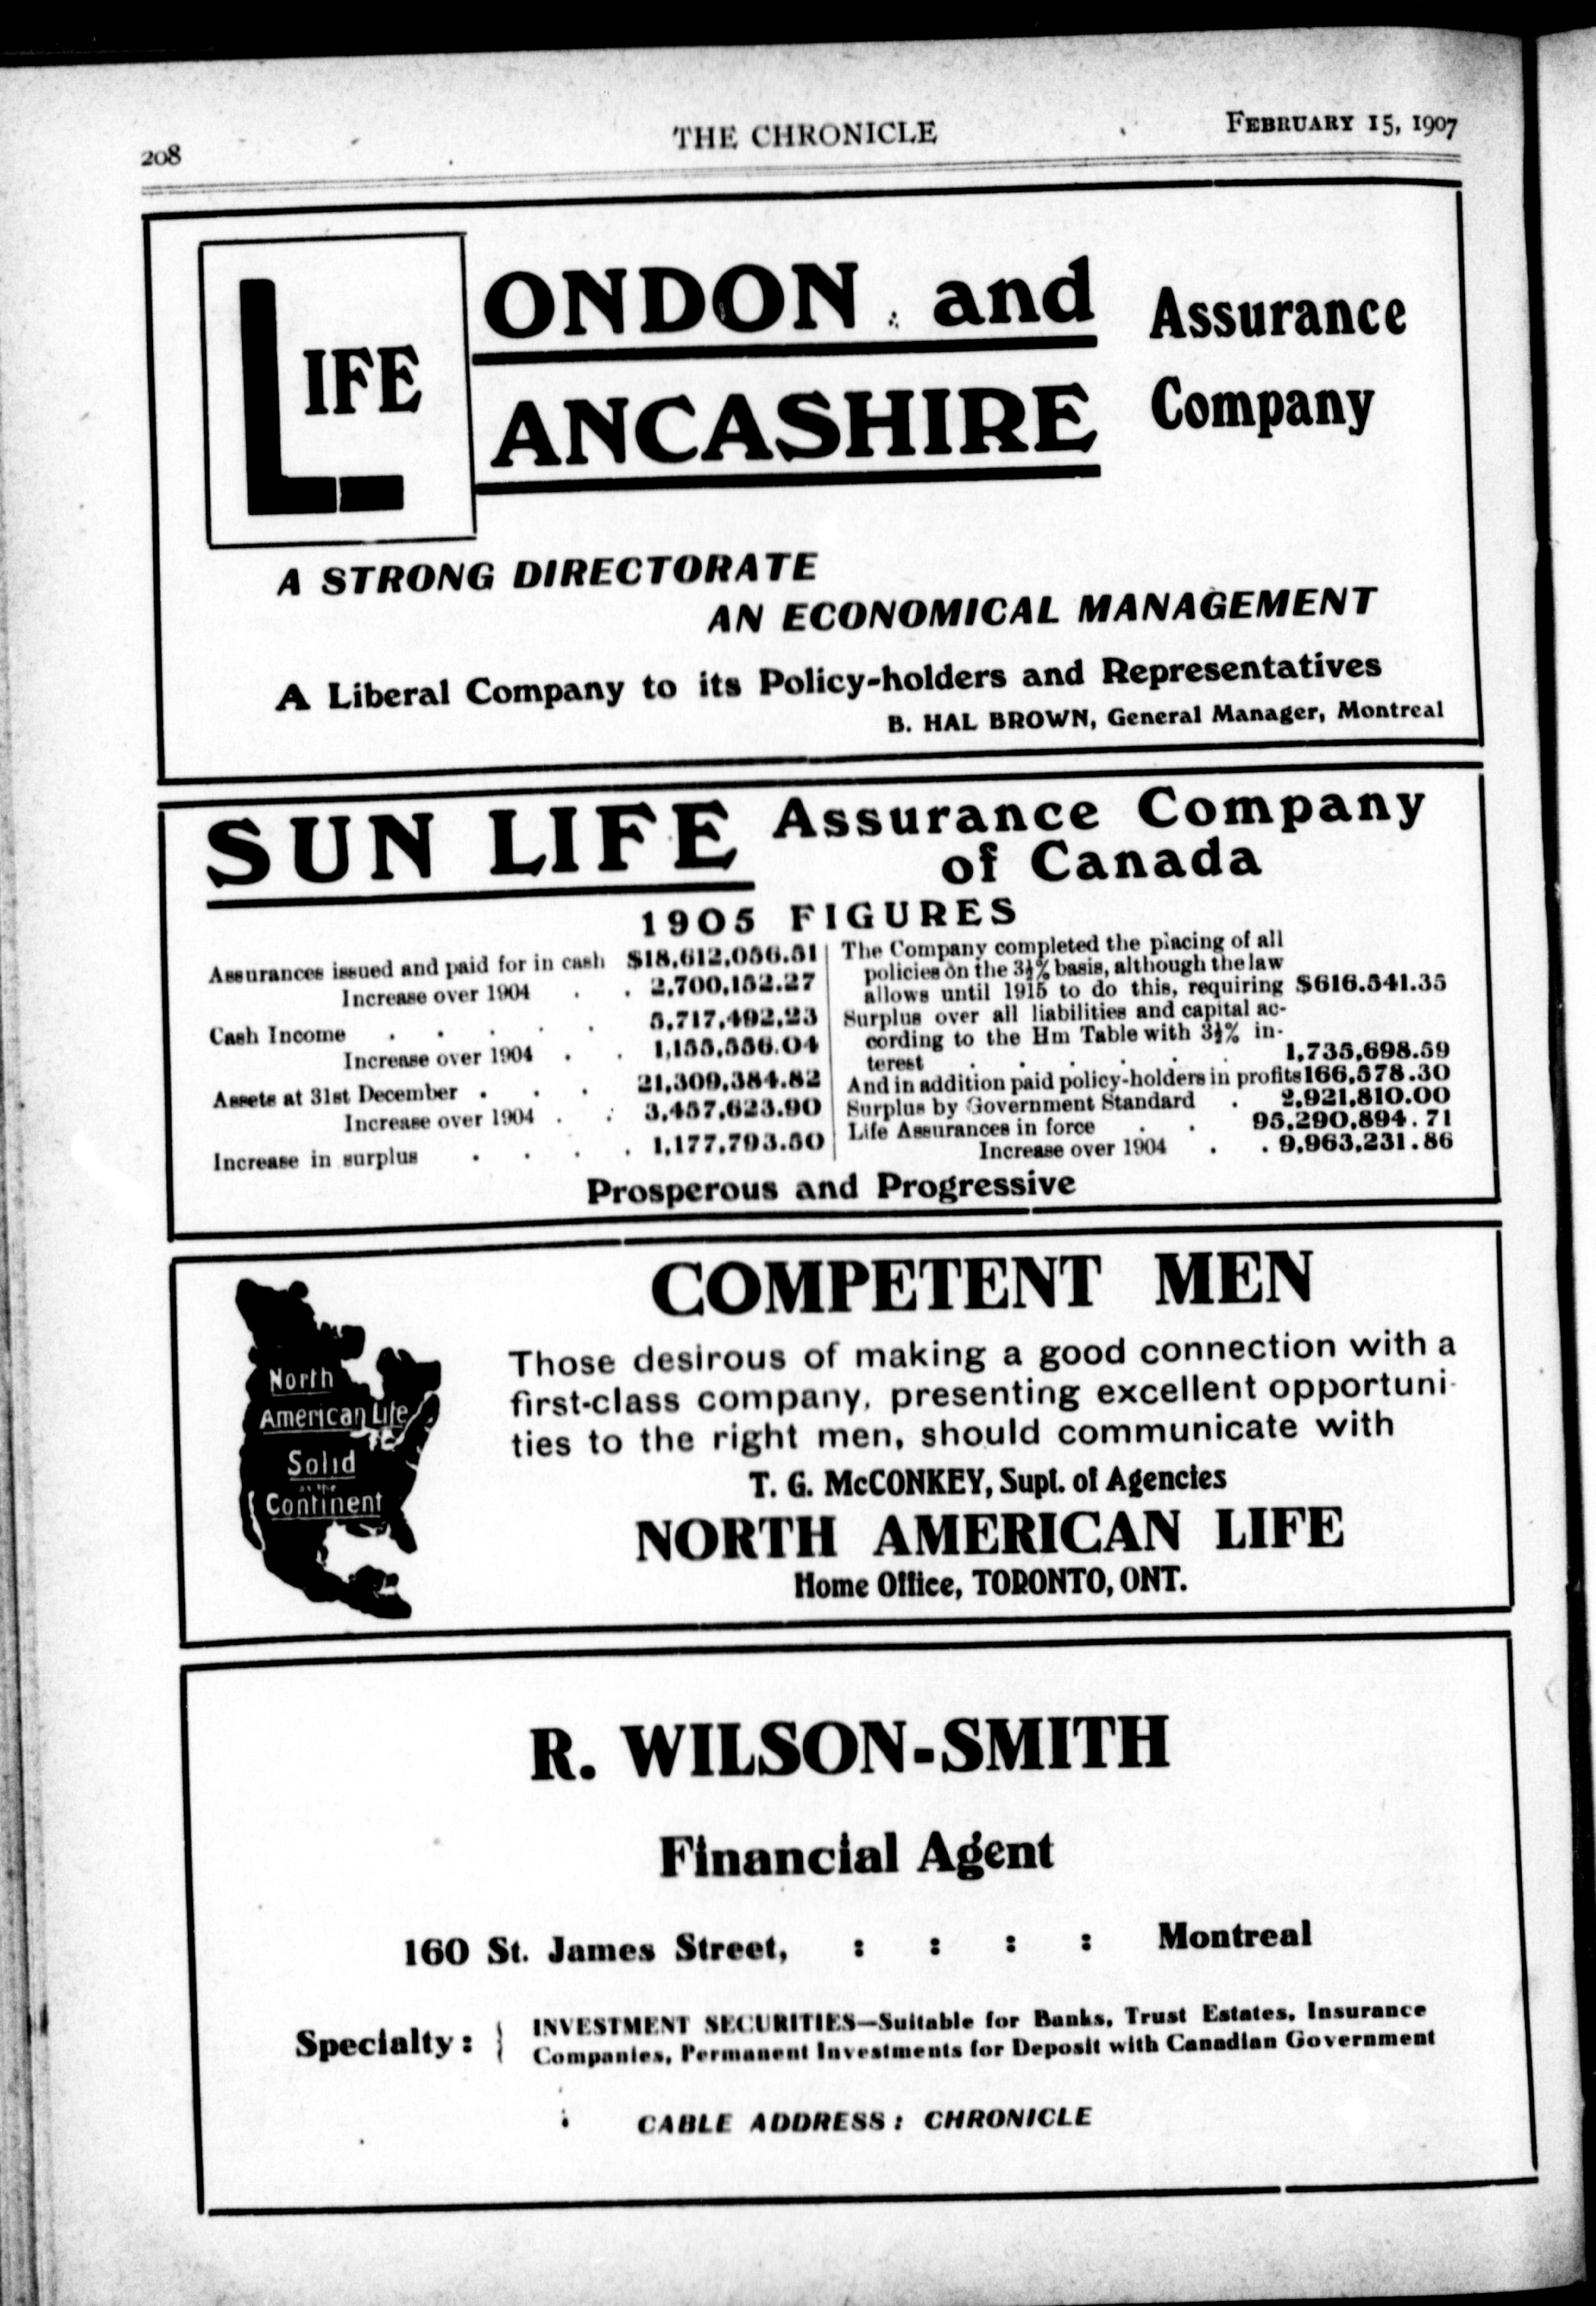 208
THE CHRONICLE
FEBRUARY 15, 1907
LIFE
ONDON and
ANCASHIRE
Assurance
Company
A STRONG DIRECTORATE
AN ECONOMICAL MANAGEMENT
A Liberal Company to its Policy-holders and Representatives
B. HAL BROWN, General Manager, Montreal
SUN LIFE Assurance Company
of Canada
1905 FIGURES
Assurances issued and paid for in cash $18,612,056.51
Increase over 1904 . . 2,700,152.27
Cash Income . . . . . 5,717,492.23
Increase over 1904 . . 1,155,556.04
Assets at 31st December . . . 21,309,384.82
Increase over 1904 . . 3,457,623.90
Increase in surplus . . . . 1,177,793.50
The Company completed the placing of all
policies on the 3½% basis, although the law
allows until 1915 to do this, requiring $616.541.35
Surplus over all liabilities and capital ac-
cording to the Hm Table with 3½% in-
terest . . . . . . 1,735,698.59
And in addition paid policy-holders in profits 166,578.30
Surplus by Government Standard . 2,921,810.00
Life Assurances in force . . 95,290,894.71
Increase over 1904 . . 9,963,231.86
Prosperous and Progressive
North
American Life
Solid
as the
Continent
COMPETENT MEN
Those desirous of making a good connection with a
first-class company, presenting excellent opportuni-
ties to the right men, should communicate with
T. G. McCONKEY, Supt. of Agencies
NORTH AMERICAN LIFE
Home Office, TORONTO, ONT.
R. WILSON-SMITH
Financial Agent
160 St. James Street, : : : : Montreal
Specialty: { INVESTMENT SECURITIES—Suitable for Banks, Trust Estates, Insurance
Companies, Permanent Investments for Deposit with Canadian Government
CABLE ADDRESS: CHRONICLE